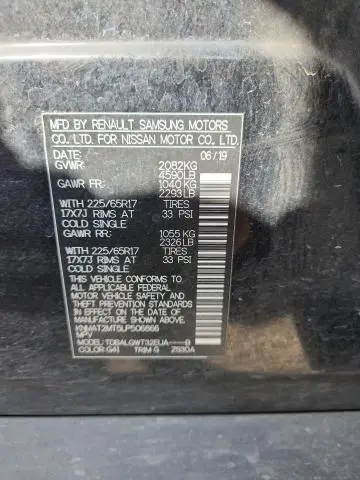 MFD BY RENAULT SAMSUNG MOTORS
CO. LTD. FOR NISSAN MOTOR CO. LTD.
DATE: 06/19
GVWR: 2082KG
4590LB
GAWR FR: 1040KG
2293LB
WITH 225/65R17 TIRES
17X7J RIMS AT 33 PSI
COLD SINGLE
GAWR RR: 1055 KG
2326LB
WITH 225/65R17 TIRES
17X7J RIMS AT 33 PSI
COLD SINGLE
THIS VEHICLE CONFORMS TO
ALL APPLICABLE FEDERAL
MOTOR VEHICLE SAFETY AND
THEFT PREVENTION STANDARDS
IN EFFECT ON THE DATE OF
MANUFACTURE SHOWN ABOVE.
KNMAT2MT5LP506666
MPV
MODEL: TDBALGWT32EUA----B
COLOR G41 TRIM G ZB30A